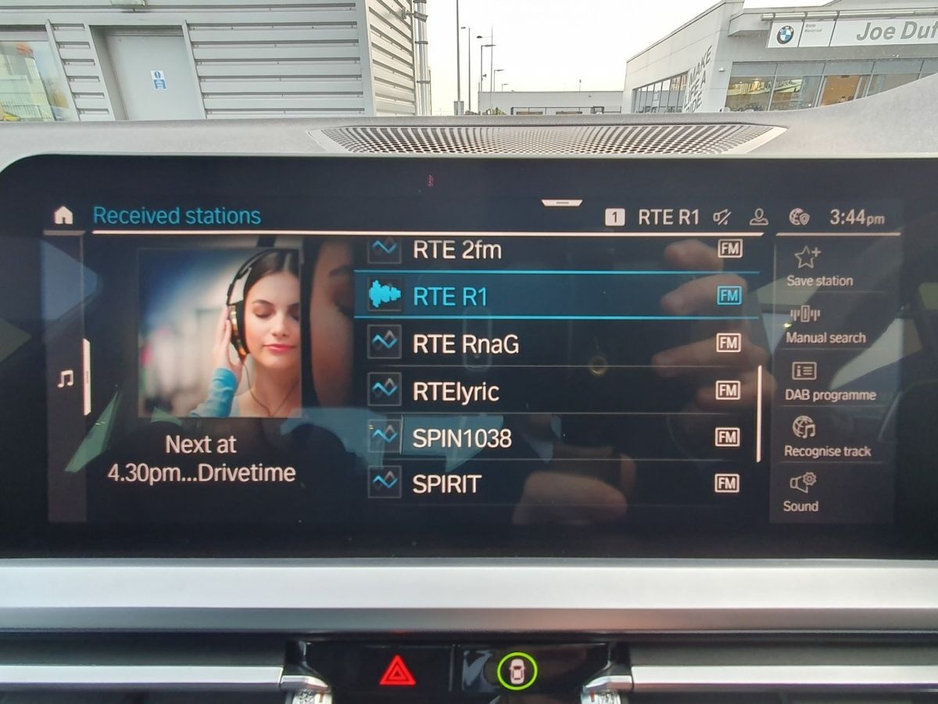 Joe Duf
Received stations
1 RTE R1 3:44pm
RTE 2fm FM
RTE R1 FM
RTE RnaG FM
RTElyric FM
SPIN1038 FM
SPIRIT FM
Next at
4.30pm...Drivetime
Save station
Manual search
DAB programme
Recognise track
Sound